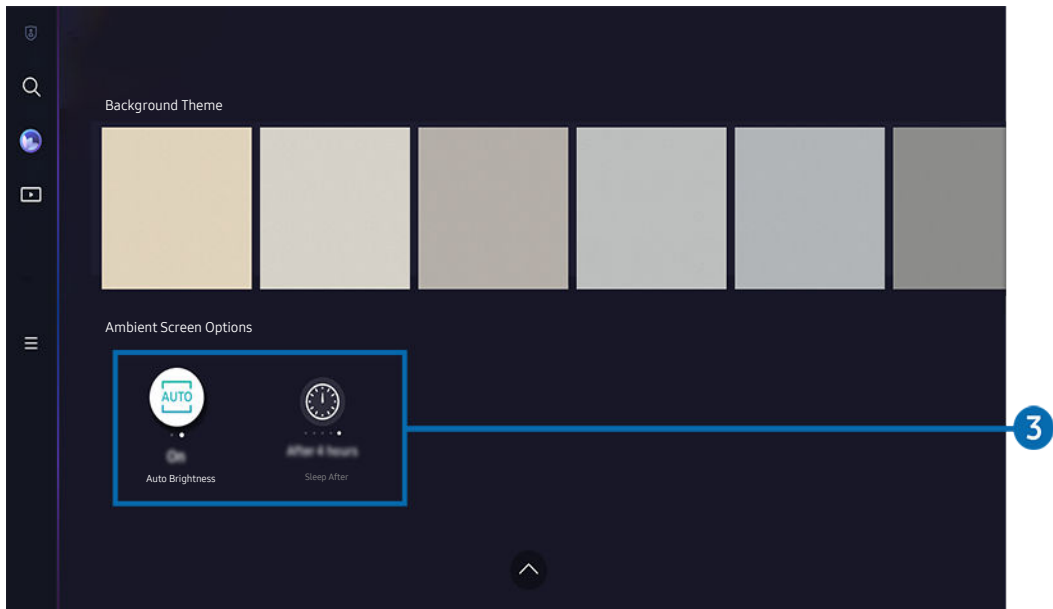 Background Theme
Ambient Screen Options
AUTO
On
After 4 hours
Auto Brightness
Sleep After
3